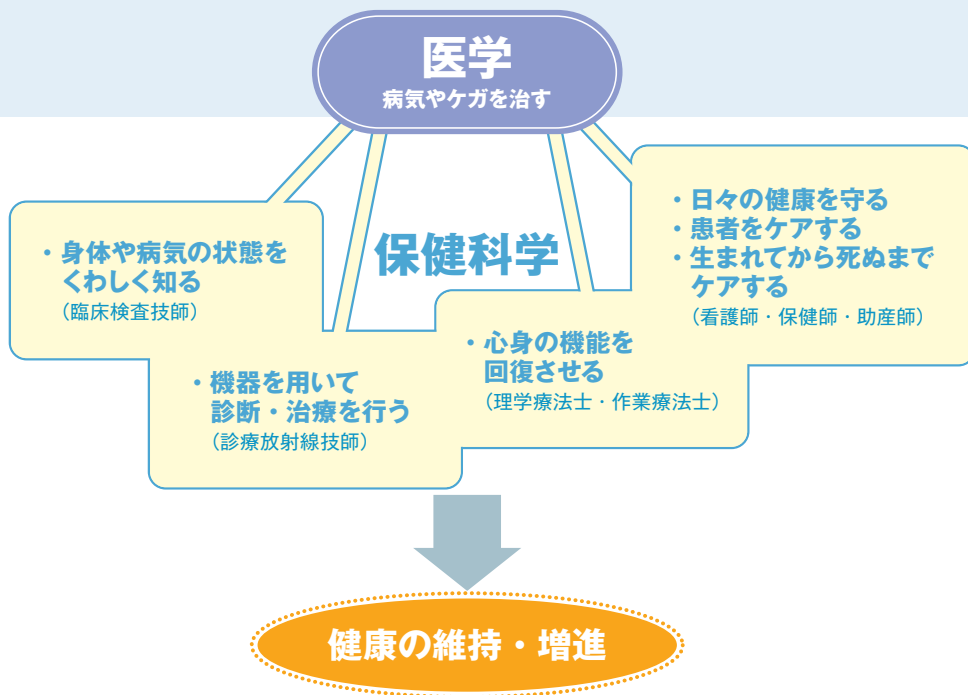 医学
病気やケガを治す
保健科学
・身体や病気の状態を
くわしく知る
（臨床検査技師）
・機器を用いて
診断・治療を行う
（診療放射線技師）
・心身の機能を
回復させる
（理学療法士・作業療法士）
・日々の健康を守る
・患者をケアする
・生まれてから死ぬまで
ケアする
（看護師・保健師・助産師）
健康の維持・増進